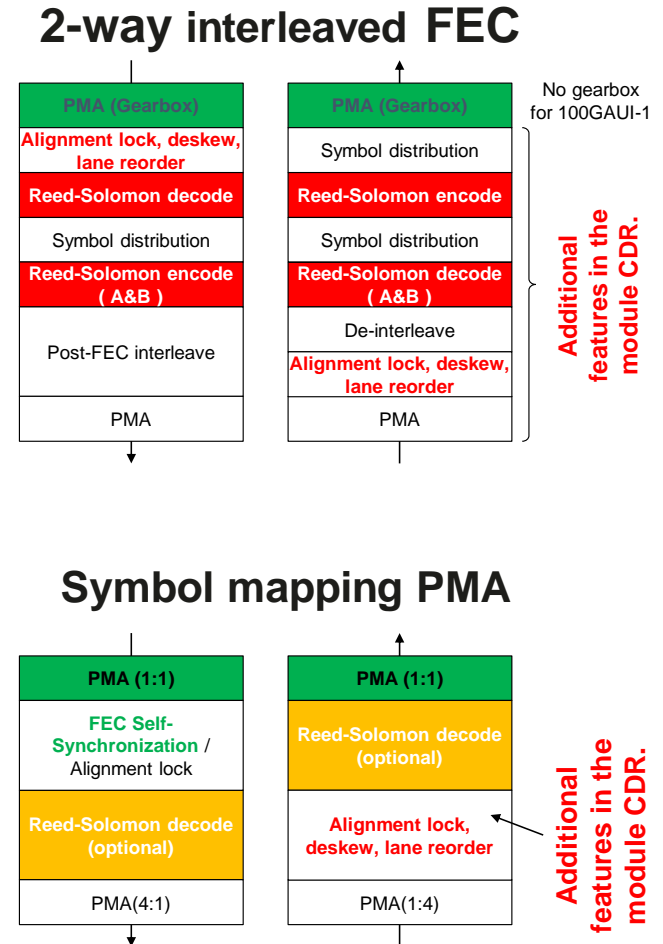 2-way interleaved FEC
PMA (Gearbox)
Alignment lock, deskew,
lane reorder
Reed-Solomon decode
Symbol distribution
Reed-Solomon encode
( A&B )
Post-FEC interleave
PMA
PMA (Gearbox)
Symbol distribution
Reed-Solomon encode
Symbol distribution
Reed-Solomon decode
( A&B )
De-interleave
Alignment lock, deskew,
lane reorder
PMA
No gearbox
for 100GAUI-1
Additional
features in the
module CDR.
Symbol mapping PMA
PMA (1:1)
FEC Self-
Synchronization /
Alignment lock
Reed-Solomon decode
(optional)
PMA(4:1)
PMA (1:1)
Reed-Solomon decode
(optional)
Alignment lock,
deskew, lane reorder
PMA(1:4)
Additional
features in the
module CDR.